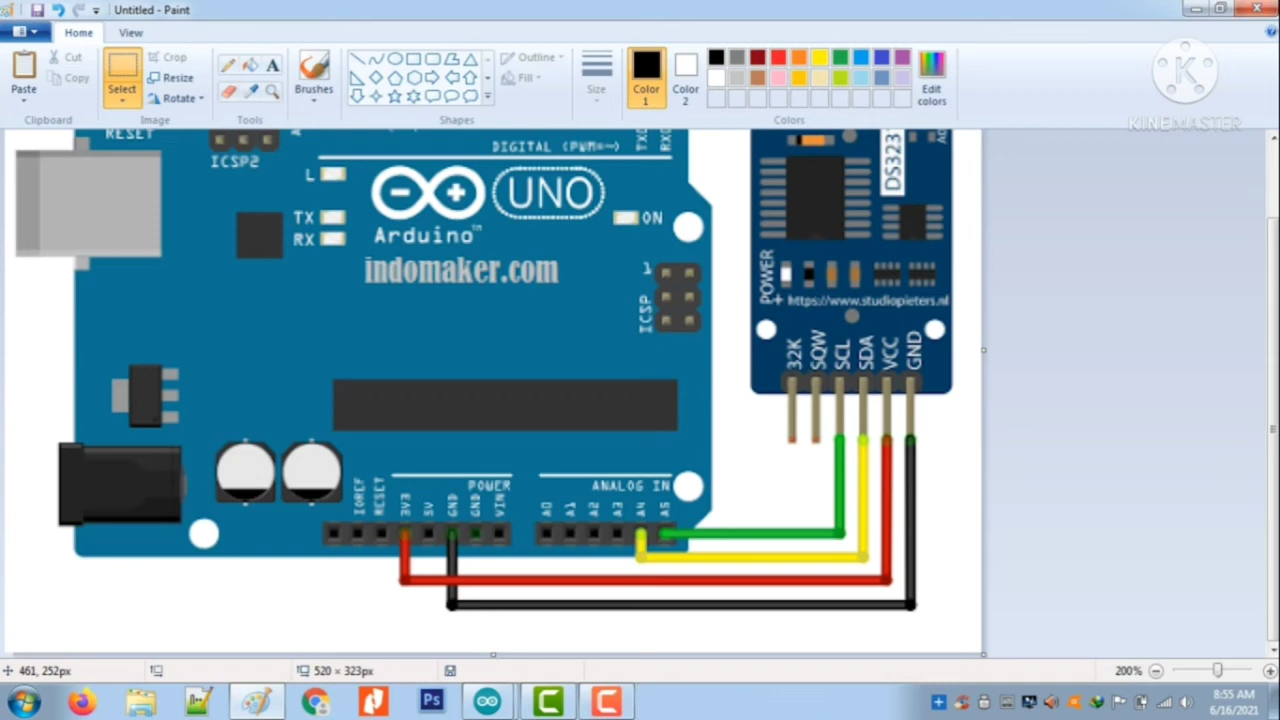 Untitled - Paint
Home
View
Paste
Cut
Copy
Clipboard
Select
Crop
Resize
Rotate
Image
Tools
Brushes
Shapes
Outline
Fill
Size
Color 1
Color 2
Edit colors
Colors
KINEMASTER
K
RESET
ICSP2
DIGITAL (PWM=~)
L
TX
RX
UNO
ON
Arduino™
indomaker.com
1
ICSP
DS3231
POWER
+
https://www.studiopieters.nl
32K
SQW
SCL
SDA
VCC
GND
POWER
ANALOG IN
IOREF
RESET
3V3
5V
GND
GND
VIN
A0
A1
A2
A3
A4
A5
461, 252px
520 × 323px
200%
Ps
8:55 AM
6/16/2021